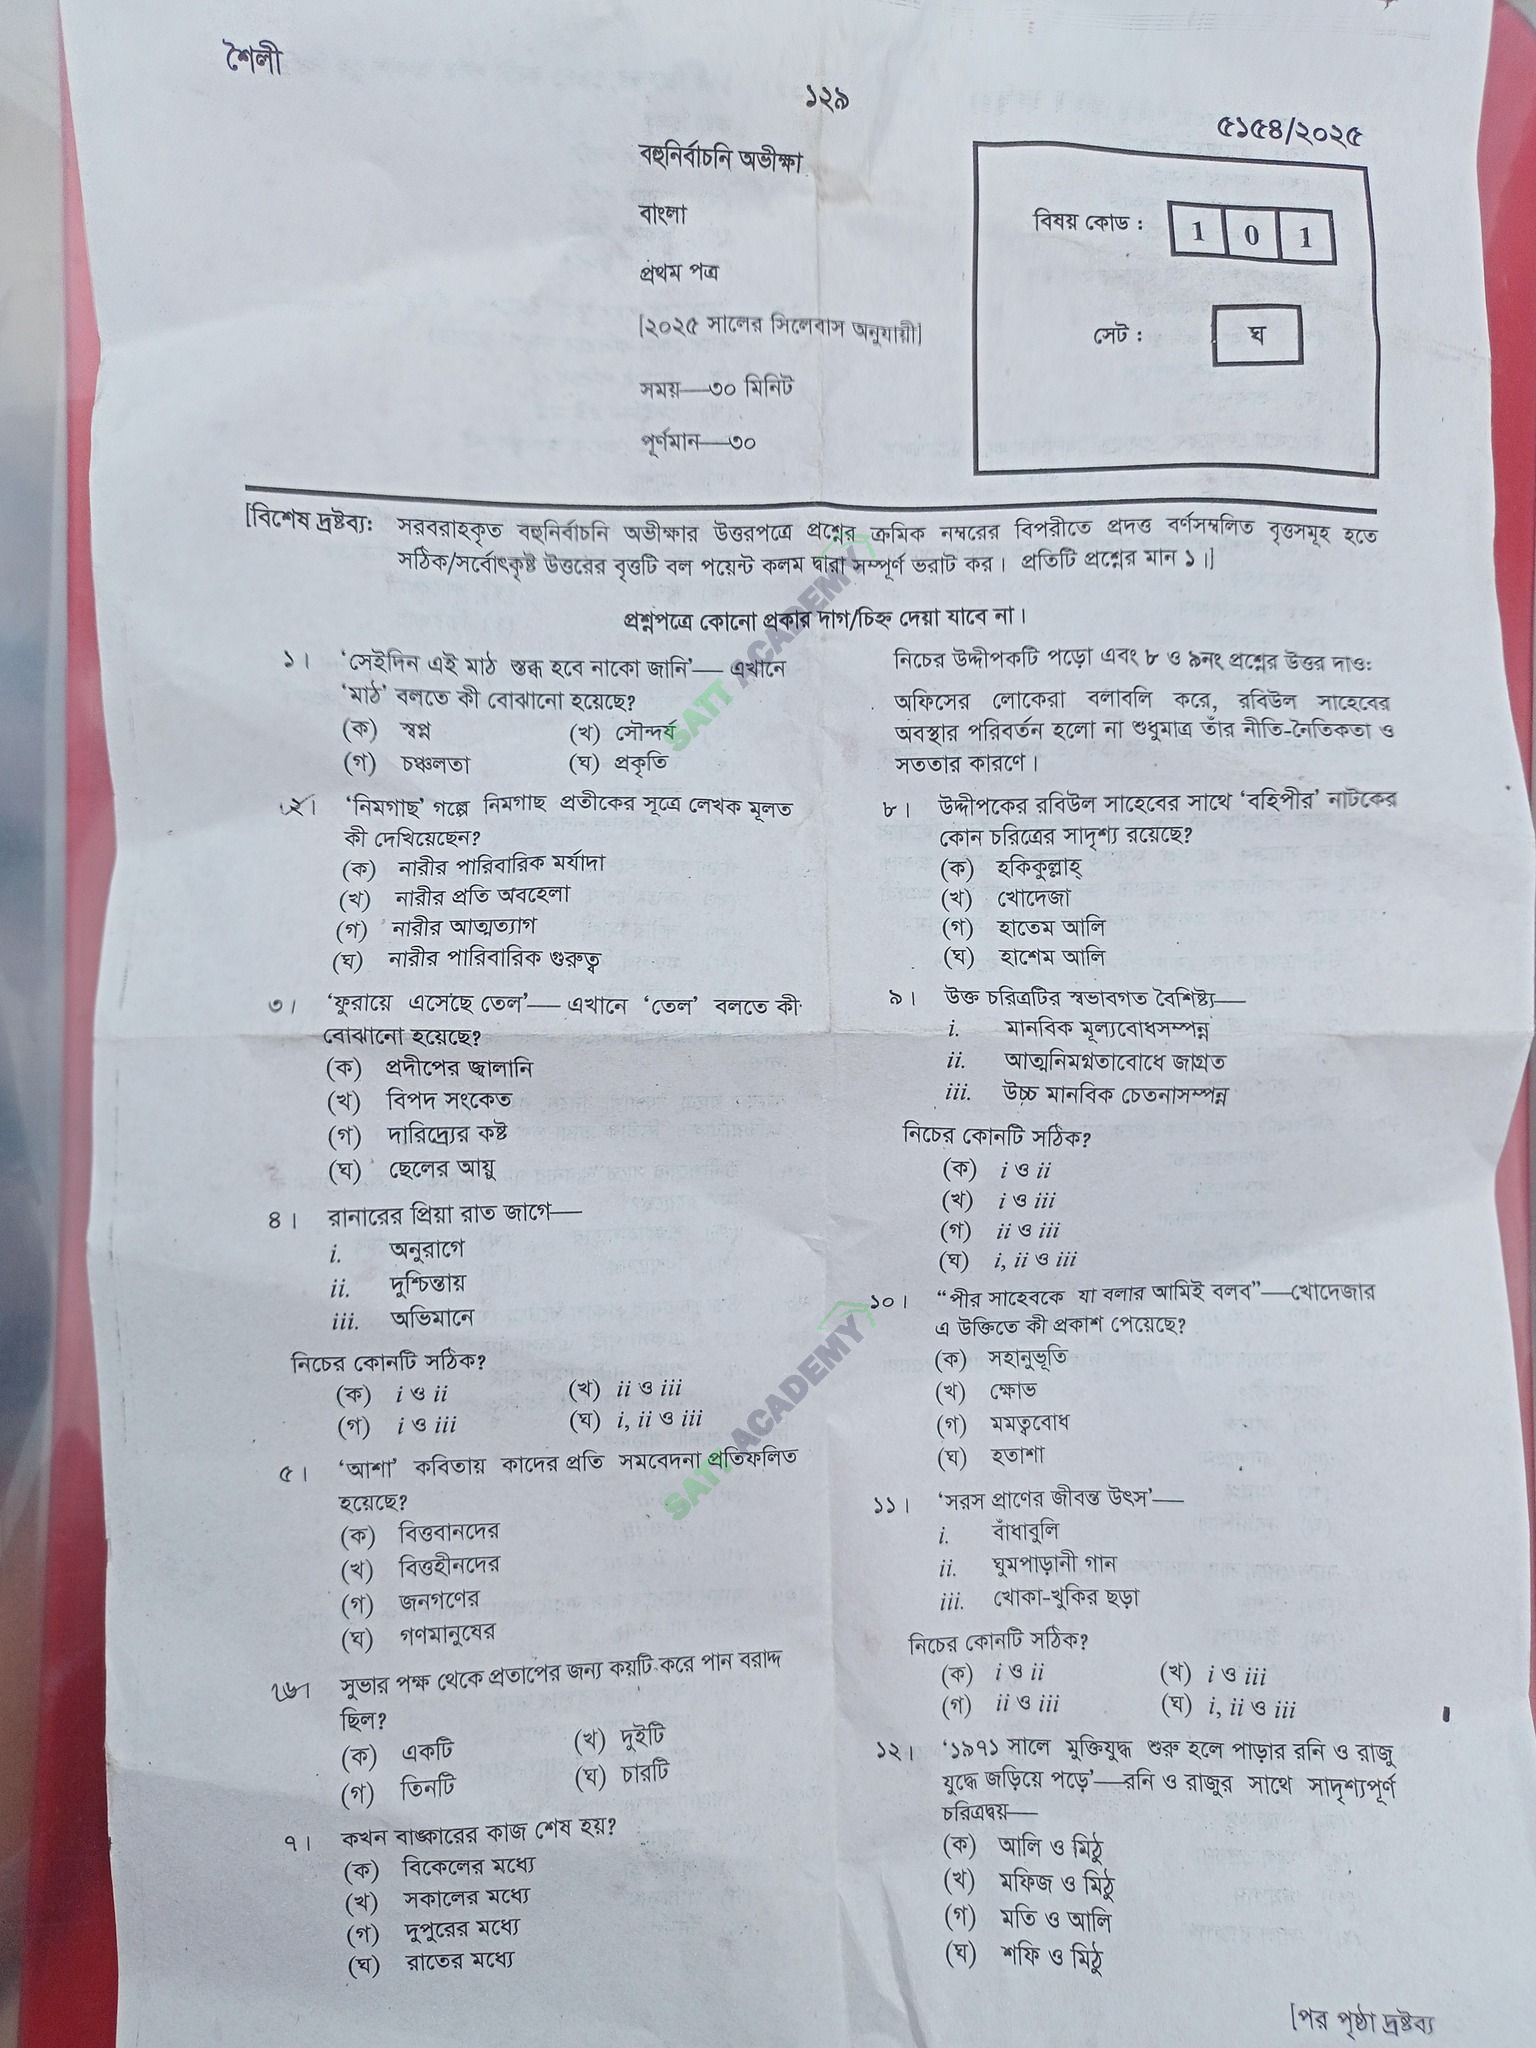 শৈলী
১২৯
৫১৫৪/২০২৫
বহুনির্বাচনি অভীক্ষা
বাংলা
প্রথম পত্র
[২০২৫ সালের সিলেবাস অনুযায়ী]
সময়—৩০ মিনিট
পূর্ণমান—৩০
বিষয় কোড : 1 0 1
সেট : ঘ
[বিশেষ দ্রষ্টব্য: সরবরাহকৃত বহুনির্বাচনি অভীক্ষার উত্তরপত্রে প্রশ্নের ক্রমিক নম্বরের বিপরীতে প্রদত্ত বর্ণসম্বলিত বৃত্তসমূহ হতে
সঠিক/সর্বোৎকৃষ্ট উত্তরের বৃত্তটি বল পয়েন্ট কলম দ্বারা সম্পূর্ণ ভরাট কর। প্রতিটি প্রশ্নের মান ১।]
প্রশ্নপত্রে কোনো প্রকার দাগ/চিহ্ন দেয়া যাবে না।
১। ‘সেইদিন এই মাঠ স্তব্ধ হবে নাকো জানি’— এখানে
‘মাঠ’ বলতে কী বোঝানো হয়েছে?
(ক) স্বপ্ন (খ) সৌন্দর্য
(গ) চঞ্চলতা (ঘ) প্রকৃতি
২। ‘নিমগাছ’ গল্পে নিমগাছ প্রতীকের সূত্রে লেখক মূলত
কী দেখিয়েছেন?
(ক) নারীর পারিবারিক মর্যাদা
(খ) নারীর প্রতি অবহেলা
(গ) নারীর আত্মত্যাগ
(ঘ) নারীর পারিবারিক গুরুত্ব
৩। ‘ফুরায়ে এসেছে তেল’— এখানে ‘তেল’ বলতে কী
বোঝানো হয়েছে?
(ক) প্রদীপের জ্বালানি
(খ) বিপদ সংকেত
(গ) দারিদ্র্যের কষ্ট
(ঘ) ছেলের আয়ু
৪। রানারের প্রিয়া রাত জাগে—
i. অনুরাগে
ii. দুশ্চিন্তায়
iii. অভিমানে
নিচের কোনটি সঠিক?
(ক) i ও ii (খ) ii ও iii
(গ) i ও iii (ঘ) i, ii ও iii
৫। ‘আশা’ কবিতায় কাদের প্রতি সমবেদনা প্রতিফলিত
হয়েছে?
(ক) বিত্তবানদের
(খ) বিত্তহীনদের
(গ) জনগণের
(ঘ) গণমানুষের
৬। সুভার পক্ষ থেকে প্রতাপের জন্য কয়টি করে পান বরাদ্দ
ছিল?
(ক) একটি (খ) দুইটি
(গ) তিনটি (ঘ) চারটি
৭। কখন বাঙ্কারের কাজ শেষ হয়?
(ক) বিকেলের মধ্যে
(খ) সকালের মধ্যে
(গ) দুপুরের মধ্যে
(ঘ) রাতের মধ্যে
নিচের উদ্দীপকটি পড়ো এবং ৮ ও ৯নং প্রশ্নের উত্তর দাও:
অফিসের লোকেরা বলাবলি করে, রবিউল সাহেবের
অবস্থার পরিবর্তন হলো না শুধুমাত্র তাঁর নীতি-নৈতিকতা ও
সততার কারণে।
৮। উদ্দীপকের রবিউল সাহেবের সাথে ‘বহিপীর’ নাটকের
কোন চরিত্রের সাদৃশ্য রয়েছে?
(ক) হকিকুল্লাহ্
(খ) খোদেজা
(গ) হাতেম আলি
(ঘ) হাশেম আলি
৯। উক্ত চরিত্রটির স্বভাবগত বৈশিষ্ট্য—
i. মানবিক মূল্যবোধসম্পন্ন
ii. আত্মনিমগ্নতাবোধে জাগ্রত
iii. উচ্চ মানবিক চেতনাসম্পন্ন
নিচের কোনটি সঠিক?
(ক) i ও ii
(খ) i ও iii
(গ) ii ও iii
(ঘ) i, ii ও iii
১০। “পীর সাহেবকে যা বলার আমিই বলব”—খোদেজার
এ উক্তিতে কী প্রকাশ পেয়েছে?
(ক) সহানুভূতি
(খ) ক্ষোভ
(গ) মমত্ববোধ
(ঘ) হতাশা
১১। ‘সরস প্রাণের জীবন্ত উৎস’—
i. বাঁধাবুলি
ii. ঘুমপাড়ানী গান
iii. খোকা-খুকির ছড়া
নিচের কোনটি সঠিক?
(ক) i ও ii (খ) i ও iii
(গ) ii ও iii (ঘ) i, ii ও iii
১২। ‘১৯৭১ সালে মুক্তিযুদ্ধ শুরু হলে পাড়ার রনি ও রাজু
যুদ্ধে জড়িয়ে পড়ে’—রনি ও রাজুর সাথে সাদৃশ্যপূর্ণ
চরিত্রদ্বয়—
(ক) আলি ও মিঠু
(খ) মফিজ ও মিঠু
(গ) মতি ও আলি
(ঘ) শফি ও মিঠু
[পর পৃষ্ঠা দ্রষ্টব্য
SATT ACADEMY
SATT ACADEMY